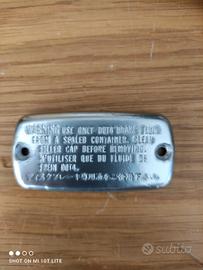 WARNING USE ONLY DOT4 BRAKE FLUID
FROM A SEALED CONTAINER. CLEAN
FILLER CAP BEFORE REMOVING.
N'UTILISER QUE DU FLUIDE DE
FREIN DOT4.
SHOT ON MI 10T LITE
subito